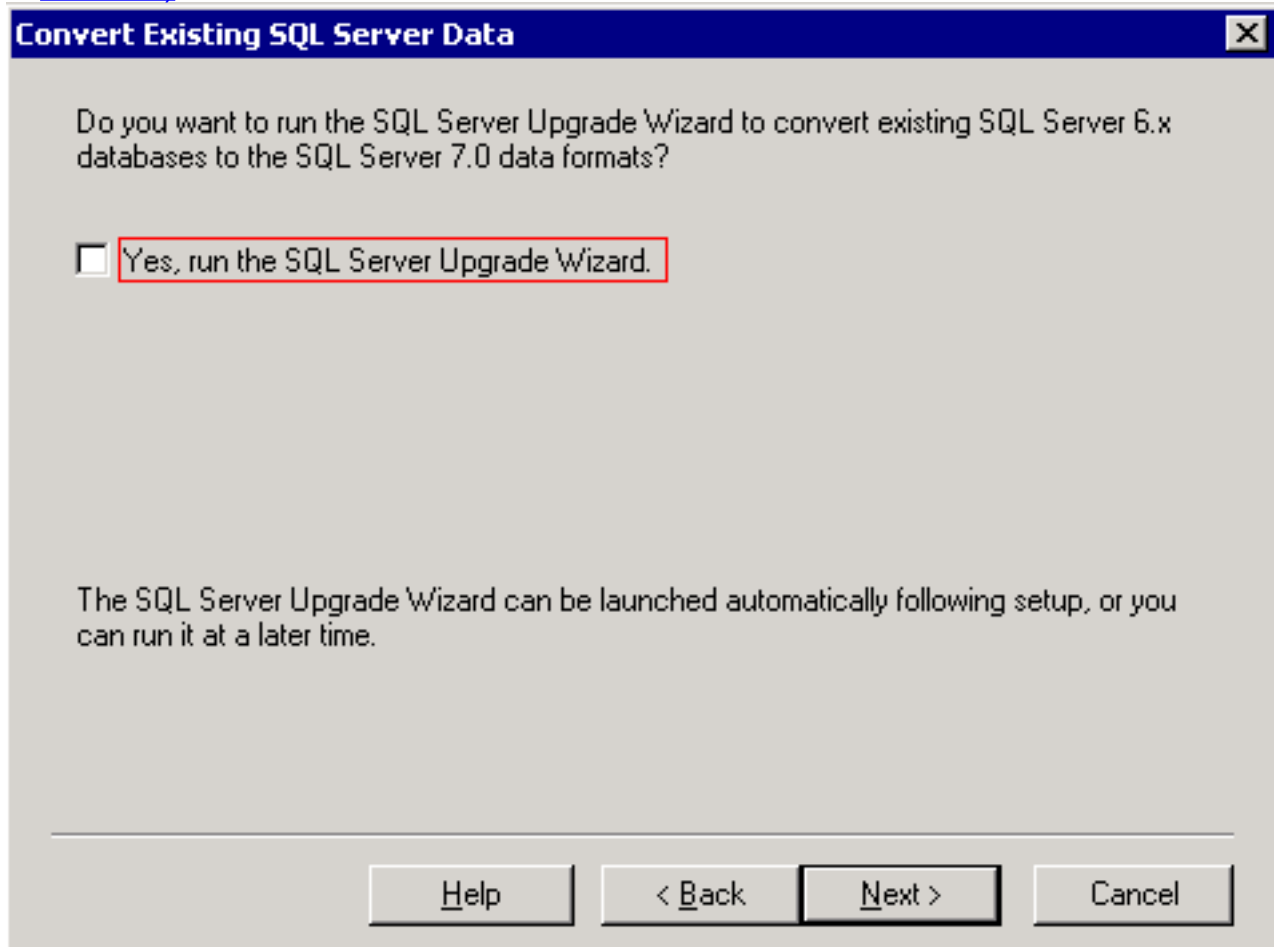 Convert Existing SQL Server Data
Do you want to run the SQL Server Upgrade Wizard to convert existing SQL Server 6.x
databases to the SQL Server 7.0 data formats?
Yes, run the SQL Server Upgrade Wizard.
The SQL Server Upgrade Wizard can be launched automatically following setup, or you
can run it at a later time.
Help
< Back
Next >
Cancel